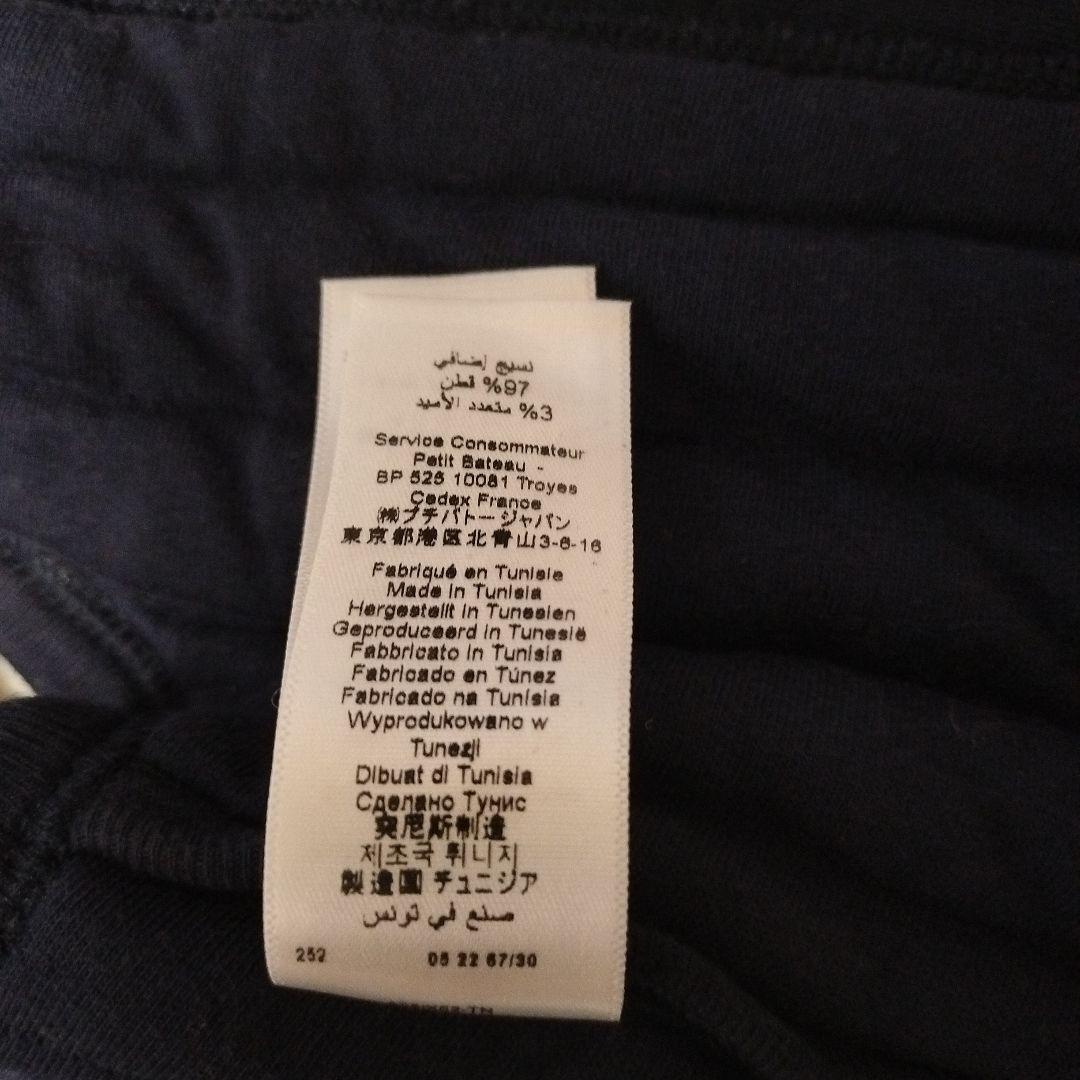 نسيج إضافي
97% قطن
3% متعدد الأميد
Service Consommateur
Petit Bateau -
BP 525 10081 Troyes
Cedex France
㈱プチバトージャパン
東京都港区北青山3-6-16
Fabriqué en Tunisie
Made in Tunisia
Hergestellt in Tunesien
Geproduceerd in Tunesië
Fabbricato in Tunisia
Fabricado en Túnez
Fabricado na Tunísia
Wyprodukowano w
Tunezji
Dibuat di Tunisia
Сделано Тунис
突尼斯制造
제조국 튀니지
製造國 チュニジア
صنع في تونس
252 05 22 67/30